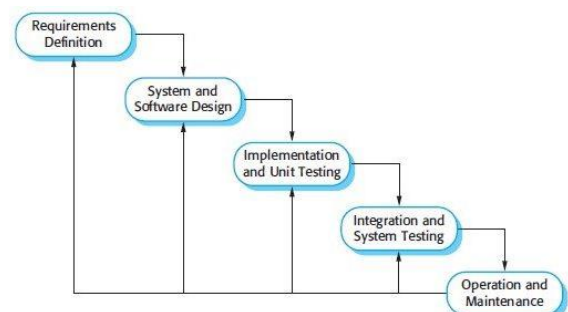 Requirements
Definition
System and
Software Design
Implementation
and Unit Testing
Integration and
System Testing
Operation and
Maintenance